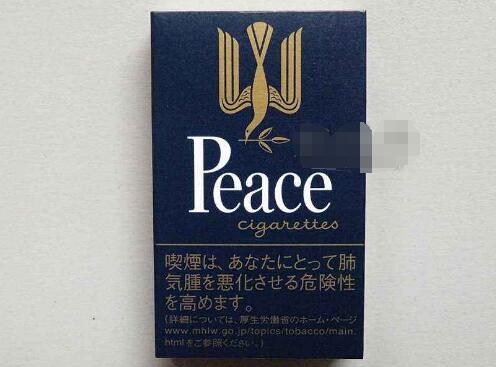 Peace
cigarettes
喫煙は、あなたにとって肺
気腫を悪化させる危険性
を高めます。
(詳細については、厚生労働省のホーム・ページ
www.mhlw.go.jp/topics/tobacco/main.
htmlをご参照ください。)